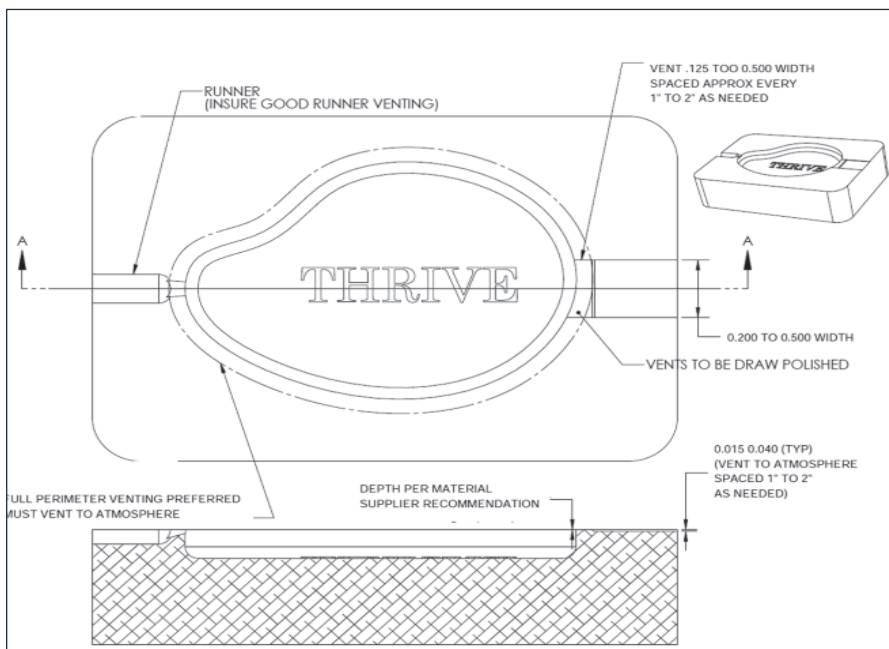 RUNNER
(INSURE GOOD RUNNER VENTING)
VENT .125 TOO 0.500 WIDTH
SPACED APPROX EVERY
1" TO 2" AS NEEDED
THRIVE
A
A
THRIVE
0.200 TO 0.500 WIDTH
VENTS TO BE DRAW POLISHED
0.015 0.040 (TYP)
(VENT TO ATMOSPHERE
SPACED 1" TO 2"
AS NEEDED)
FULL PERIMETER VENTING PREFERRED
MUST VENT TO ATMOSPHERE
DEPTH PER MATERIAL
SUPPLIER RECOMMENDATION